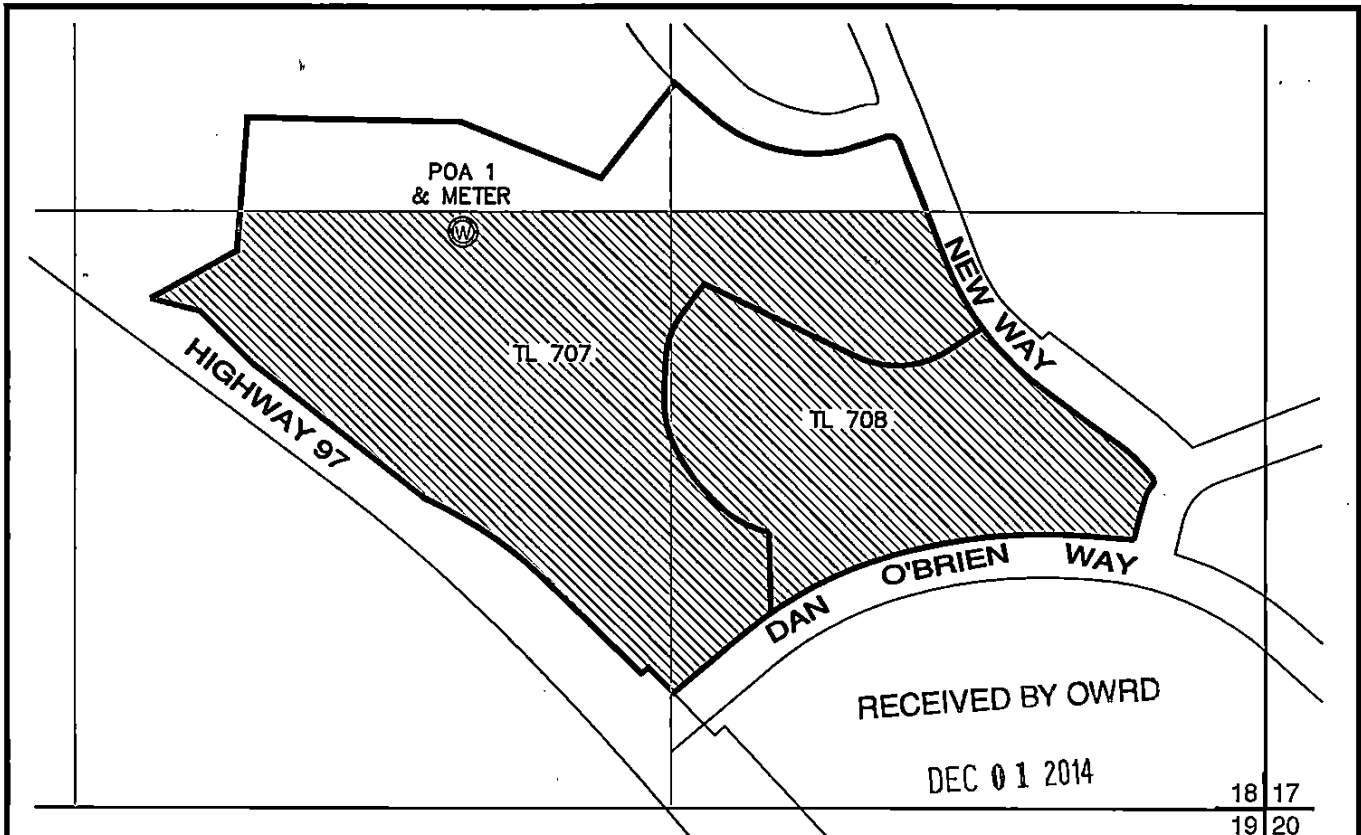 POA 1
& METER
W
NEW WAY
TL 707
HIGHWAY 97
TL 708
DAN O'BRIEN WAY
RECEIVED BY OWRD
DEC 01 2014
18 17
19 20